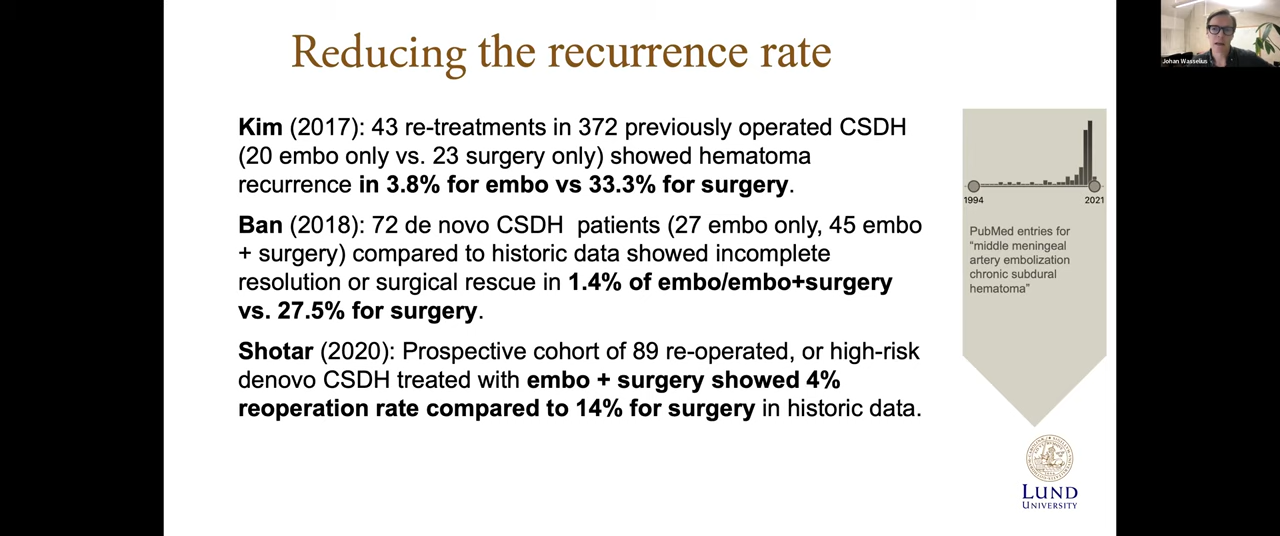 Reducing the recurrence rate
Kim (2017): 43 re-treatments in 372 previously operated CSDH
(20 embo only vs. 23 surgery only) showed hematoma
recurrence in 3.8% for embo vs 33.3% for surgery.
Ban (2018): 72 de novo CSDH patients (27 embo only, 45 embo
+ surgery) compared to historic data showed incomplete
resolution or surgical rescue in 1.4% of embo/embo+surgery
vs. 27.5% for surgery.
Shotar (2020): Prospective cohort of 89 re-operated, or high-risk
denovo CSDH treated with embo + surgery showed 4%
reoperation rate compared to 14% for surgery in historic data.
1994 2021
PubMed entries for
"middle meningeal
artery embolization
chronic subdural
hematoma"
LUND
UNIVERSITY
Johan Wasselius